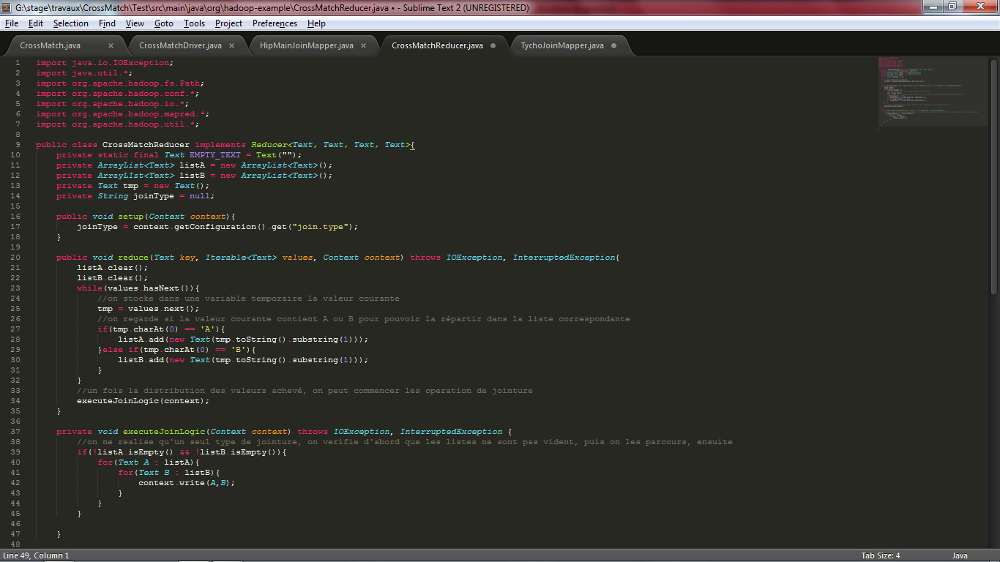 G:\stage\travaux\CrossMatch\Test\src\main\java\org\hadoop-example\CrossMatchReducer.java • - Sublime Text 2 (UNREGISTERED)
File Edit Selection Find View Goto Tools Project Preferences Help
CrossMatch.java × CrossMatchDriver.java × HipMainJoinMapper.java × CrossMatchReducer.java TychoJoinMapper.java
1 import java.io.IOException;
2 import java.util.*;
3 import org.apache.hadoop.fs.Path;
4 import org.apache.hadoop.conf.*;
5 import org.apache.hadoop.io.*;
6 import org.apache.hadoop.mapred.*;
7 import org.apache.hadoop.util.*;
8
9 public class CrossMatchReducer implements Reducer<Text, Text, Text, Text>{
10 private static final Text EMPTY_TEXT = Text("");
11 private ArrayList<Text> listA = new ArrayList<Text>();
12 private ArrayLIst<Text> listB = new ArrayList<Text>();
13 private Text tmp = new Text();
14 private String joinType = null;
15
16 public void setup(Context context){
17 joinType = context.getConfiguration().get("join.type");
18 }
19
20 public void reduce(Text key, Iterable<Text> values, Context context) throws IOException, InterruptedException{
21 listA.clear();
22 listB.clear();
23 while(values.hasNext()){
24 //on stocke dans une variable temporaire la valeur courante
25 tmp = values.next();
26 //on regarde si la valeur courante contient A ou B pour pouvoir la répartir dans la liste correspondante
27 if(tmp.charAt(0) == 'A'){
28 listA.add(new Text(tmp.toString().substring(1)));
29 }else if(tmp.charAt(0) == 'B'){
30 listB.add(new Text(tmp.toString().substring(1)));
31 }
32 }
33 //un fois la distribution des valeurs achevé, on peut commencer les operation de jointure
34 executeJoinLogic(context);
35 }
36
37 private void executeJoinLogic(Context context) throws IOException, InterruptedException {
38 //on ne realise qu'un seul type de jointure, on verifie d'abord que les listes ne sont pas vident, puis on les parcours, ensuite
39 if(!listA.isEmpty() && !listB.isEmpty()){
40 for(Text A : listA){
41 for(Text B : listB){
42 context.write(A,B);
43 }
44 }
45 }
46
47 }
48
Line 49, Column 1 Tab Size: 4 Java